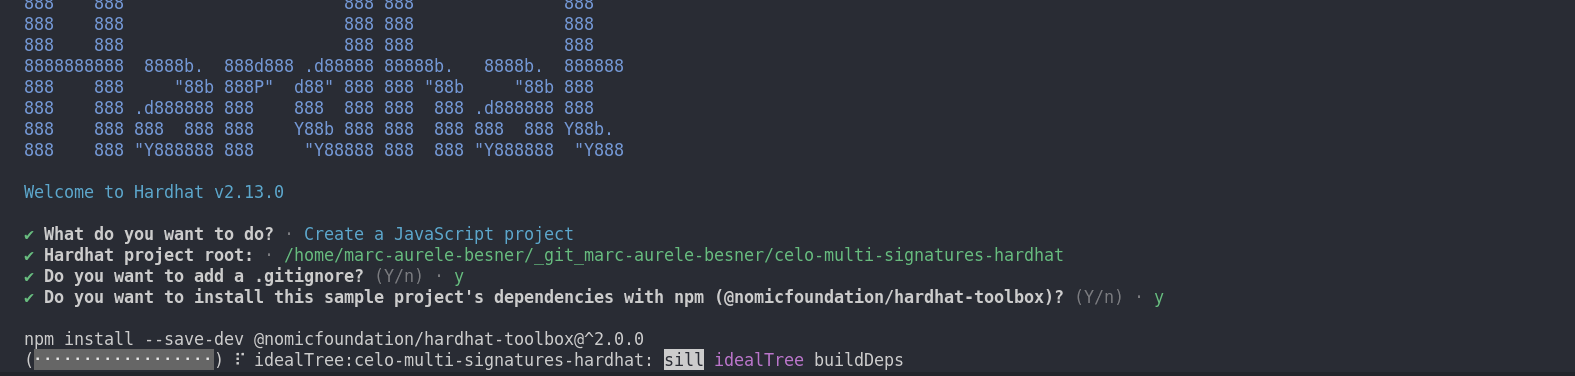 888    888                      888 888               888
888    888                      888 888               888
888    888                      888 888               888
8888888888  8888b.  888d888 .d88888 88888b.   8888b.  888888
888    888     "88b 888P"  d88" 888 888 "88b     "88b 888
888    888 .d888888 888    888  888 888  888 .d888888 888
888    888 888  888 888    Y88b 888 888  888 888  888 Y88b.
888    888 "Y888888 888     "Y88888 888  888 "Y888888  "Y888
Welcome to Hardhat v2.13.0
✔ What do you want to do? · Create a JavaScript project
✔ Hardhat project root: · /home/marc-aurele-besner/_git_marc-aurele-besner/celo-multi-signatures-hardhat
✔ Do you want to add a .gitignore? (Y/n) · y
✔ Do you want to install this sample project's dependencies with npm (@nomicfoundation/hardhat-toolbox)? (Y/n) · y
npm install --save-dev @nomicfoundation/hardhat-toolbox@^2.0.0
(··················) ⠏ idealTree:celo-multi-signatures-hardhat: sill idealTree buildDeps